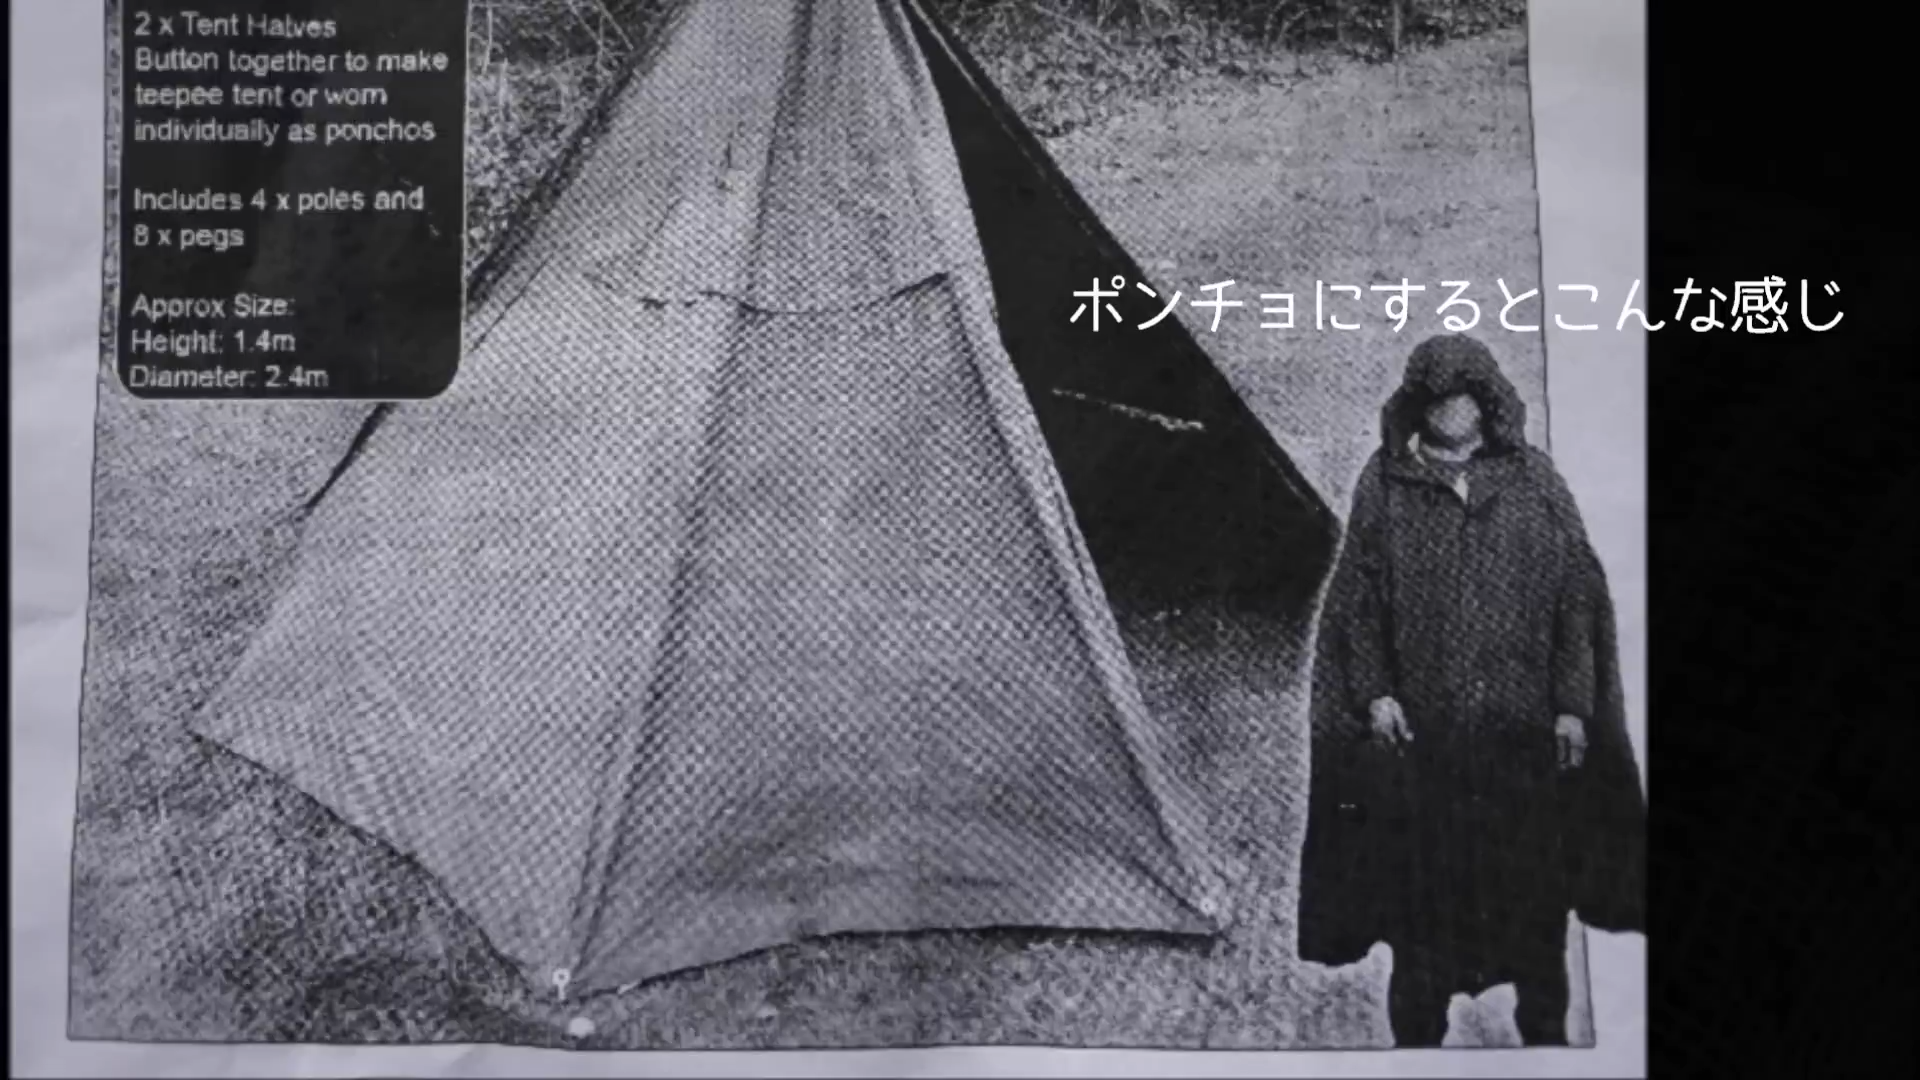 2 x Tent Halves
Button together to make
teepee tent or worn
individually as ponchos
Includes 4 x poles and
8 x pegs
Approx Size:
Height: 1.4m
Diameter: 2.4m
ポンチョにするとこんな感じ